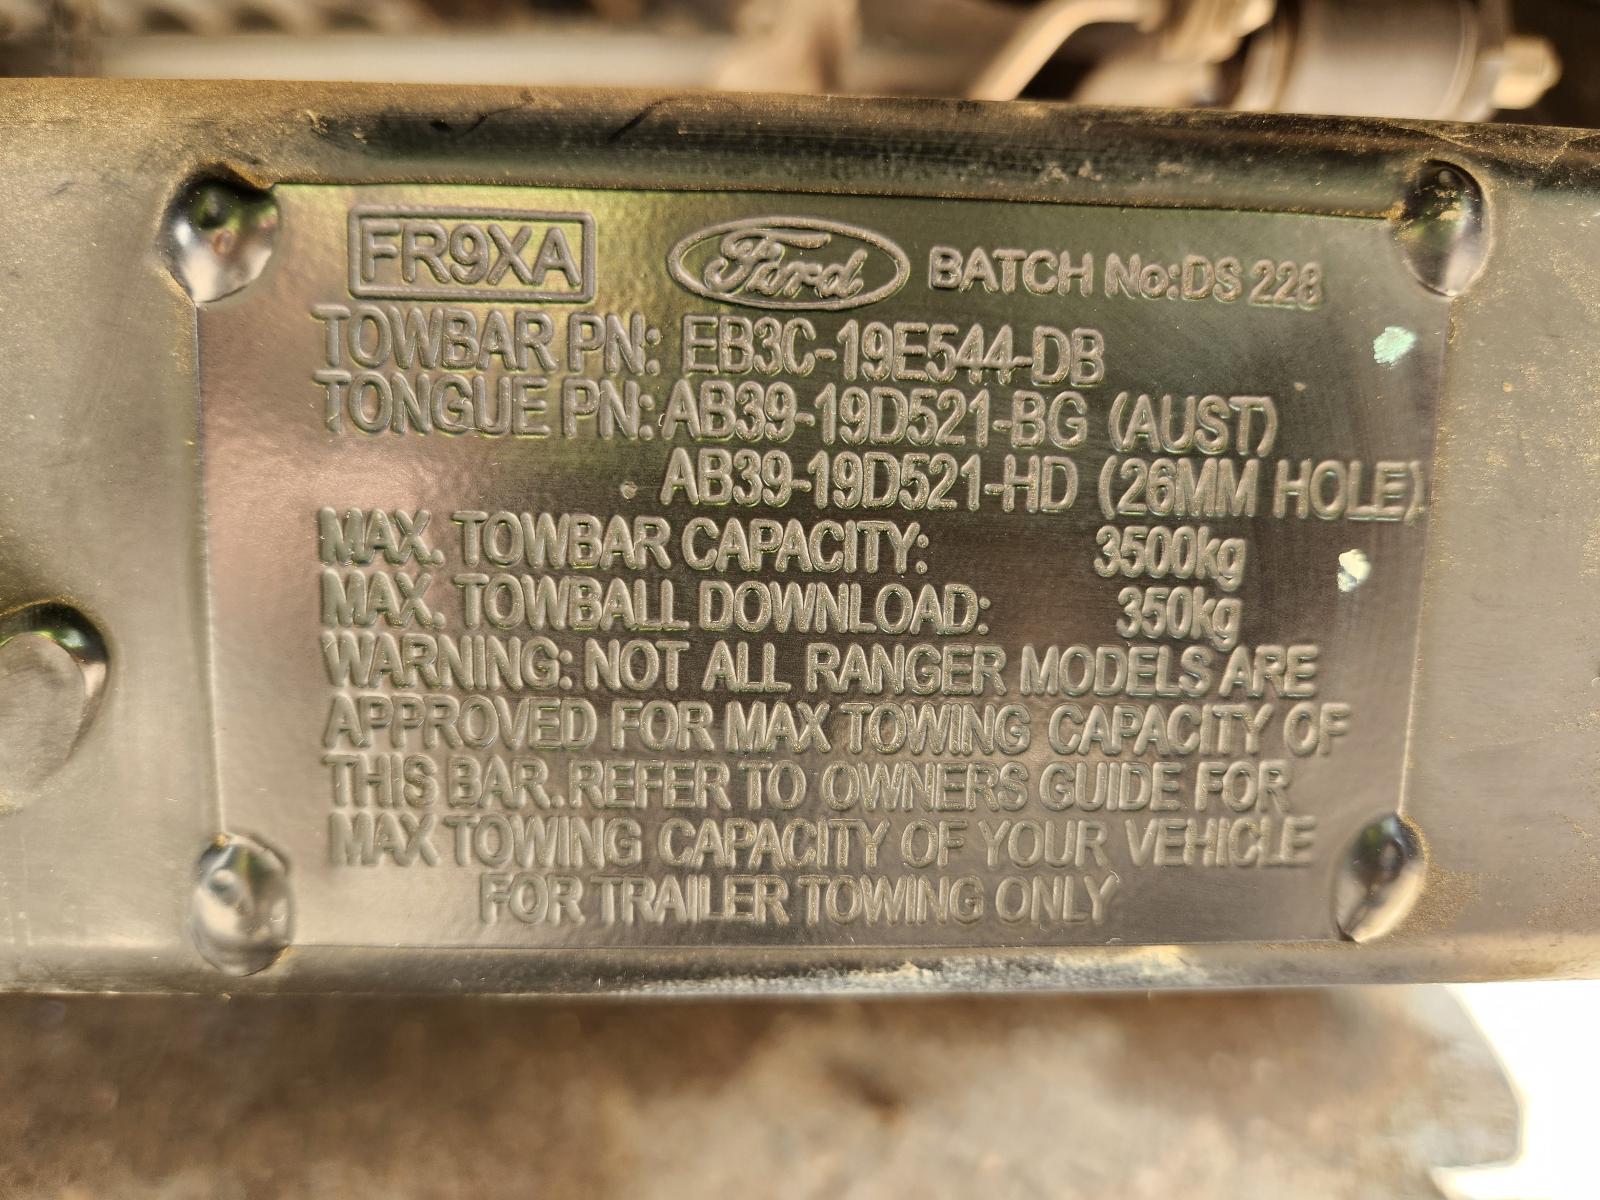 FR9XA Ford BATCH No:DS 228
TOWBAR PN: EB3C-19E544-DB
TONGUE PN: AB39-19D521-BG (AUST)
AB39-19D521-HD (26MM HOLE)
MAX. TOWBAR CAPACITY: 3500kg
MAX. TOWBALL DOWNLOAD: 350kg
WARNING: NOT ALL RANGER MODELS ARE
APPROVED FOR MAX TOWING CAPACITY OF
THIS BAR. REFER TO OWNERS GUIDE FOR
MAX TOWING CAPACITY OF YOUR VEHICLE
FOR TRAILER TOWING ONLY